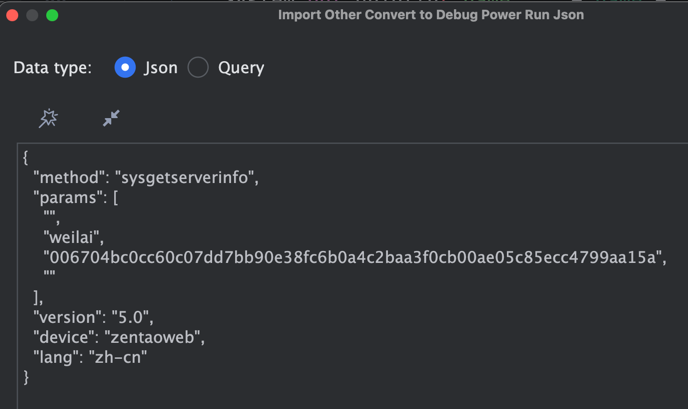 Import Other Convert to Debug Power Run Json
Data type: Json Query
{
"method": "sysgetserverinfo",
"params": [
"",
"weilai",
"006704bc0cc60c07dd7bb90e38fc6b0a4c2baa3f0cb00ae05c85ecc4799aa15a",
""
],
"version": "5.0",
"device": "zentaoweb",
"lang": "zh-cn"
}